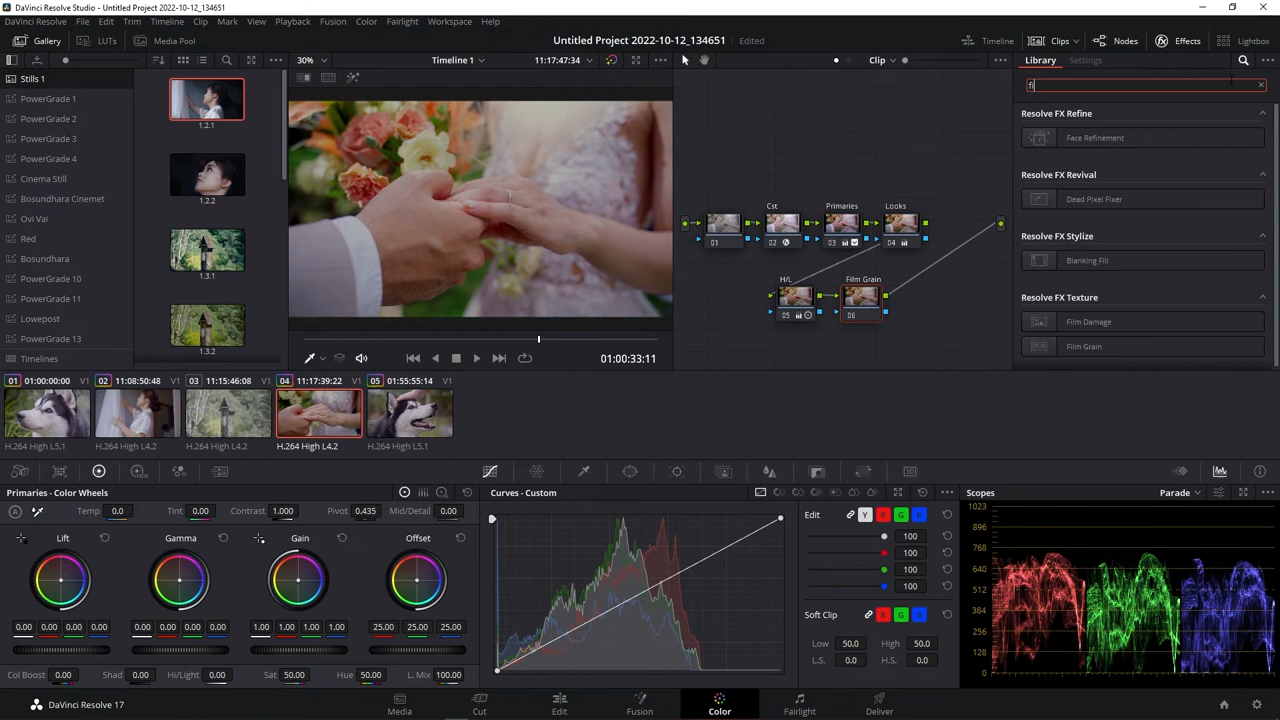 DaVinci Resolve Studio - Untitled Project 2022-10-12_134651
DaVinci Resolve File Edit Trim Timeline Clip Mark View Playback Fusion Color Fairlight Workspace Help
Gallery LUTs Media Pool Untitled Project 2022-10-12_134651 Edited Timeline Clips Nodes Effects Lightbox
30% Timeline 1 11:17:47:34 Clip Library Settings
fi
Stills 1
PowerGrade 1
PowerGrade 2
PowerGrade 3
PowerGrade 4
Cinema Still
Bosundhara Cinemet
Ovi Vai
Red
Bosundhara
PowerGrade 10
PowerGrade 11
Lowepost
PowerGrade 13
Timelines
1.2.1
1.2.2
1.3.1
1.3.2
01:00:33:11
Cst Primaries Looks
01 02 03 04
H/L Film Grain
05 06
Resolve FX Refine
Face Refinement
Resolve FX Revival
Dead Pixel Fixer
Resolve FX Stylize
Blanking Fill
Resolve FX Texture
Film Damage
Film Grain
01 01:00:00:00 V1 02 11:08:50:48 V1 03 11:15:46:08 V1 04 11:17:39:22 V1 05 01:55:55:14 V1
H.264 High L5.1 H.264 High L4.2 H.264 High L4.2 H.264 High L4.2 H.264 High L5.1
Primaries - Color Wheels
A Temp 0.0 Tint 0.00 Contrast 1.000 Pivot 0.435 Mid/Detail 0.00
Lift Gamma Gain Offset
0.00 0.00 0.00 0.00 0.00 0.00 0.00 0.00 1.00 1.00 1.00 1.00 25.00 25.00 25.00
Col Boost 0.00 Shad 0.00 Hi/Light 0.00 Sat 50.00 Hue 50.00 L. Mix 100.00
Curves - Custom
Edit Y R G B
100
100
100
100
Soft Clip R G B
Low 50.0 High 50.0
L.S. 0.0 H.S. 0.0
Scopes Parade
1023
896
768
640
512
384
256
128
0
DaVinci Resolve 17 Media Cut Edit Fusion Color Fairlight Deliver